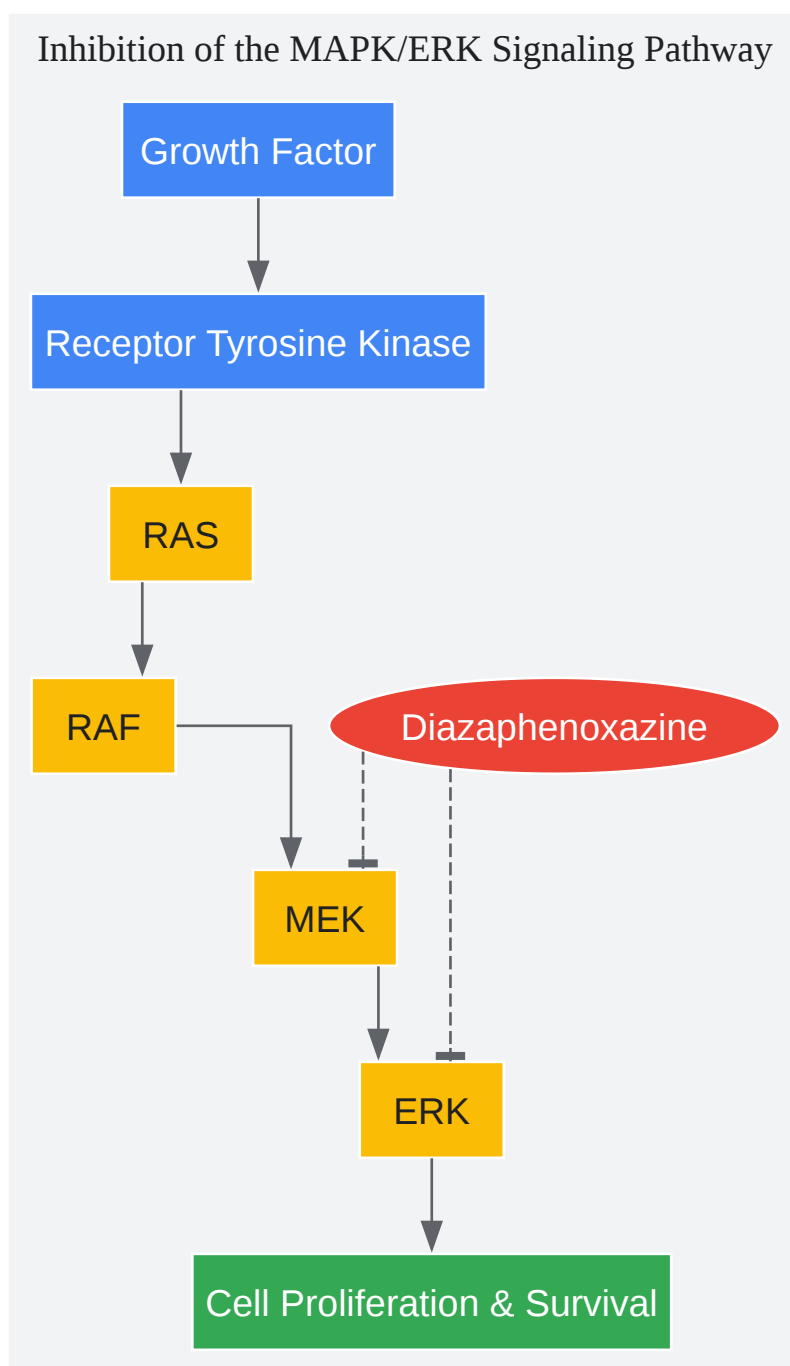 Inhibition of the MAPK/ERK Signaling Pathway
Growth Factor
Receptor Tyrosine Kinase
RAS
RAF
Diazaphenoxazine
MEK
ERK
Cell Proliferation & Survival